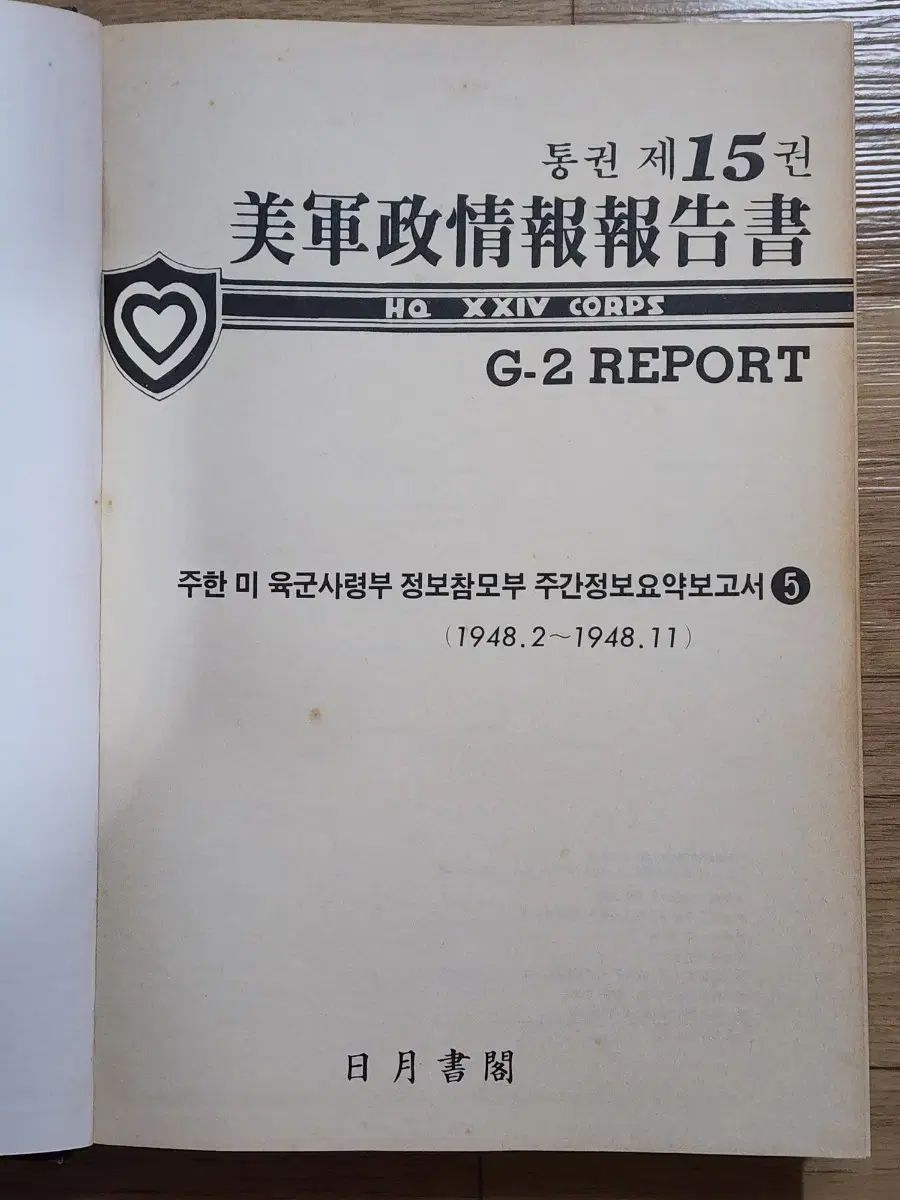 통권 제15권
美軍政情報報告書
HQ XXIV CORPS
G-2 REPORT
주한 미 육군사령부 정보참모부 주간정보요약보고서 5
(1948.2~1948.11)
日月書閣